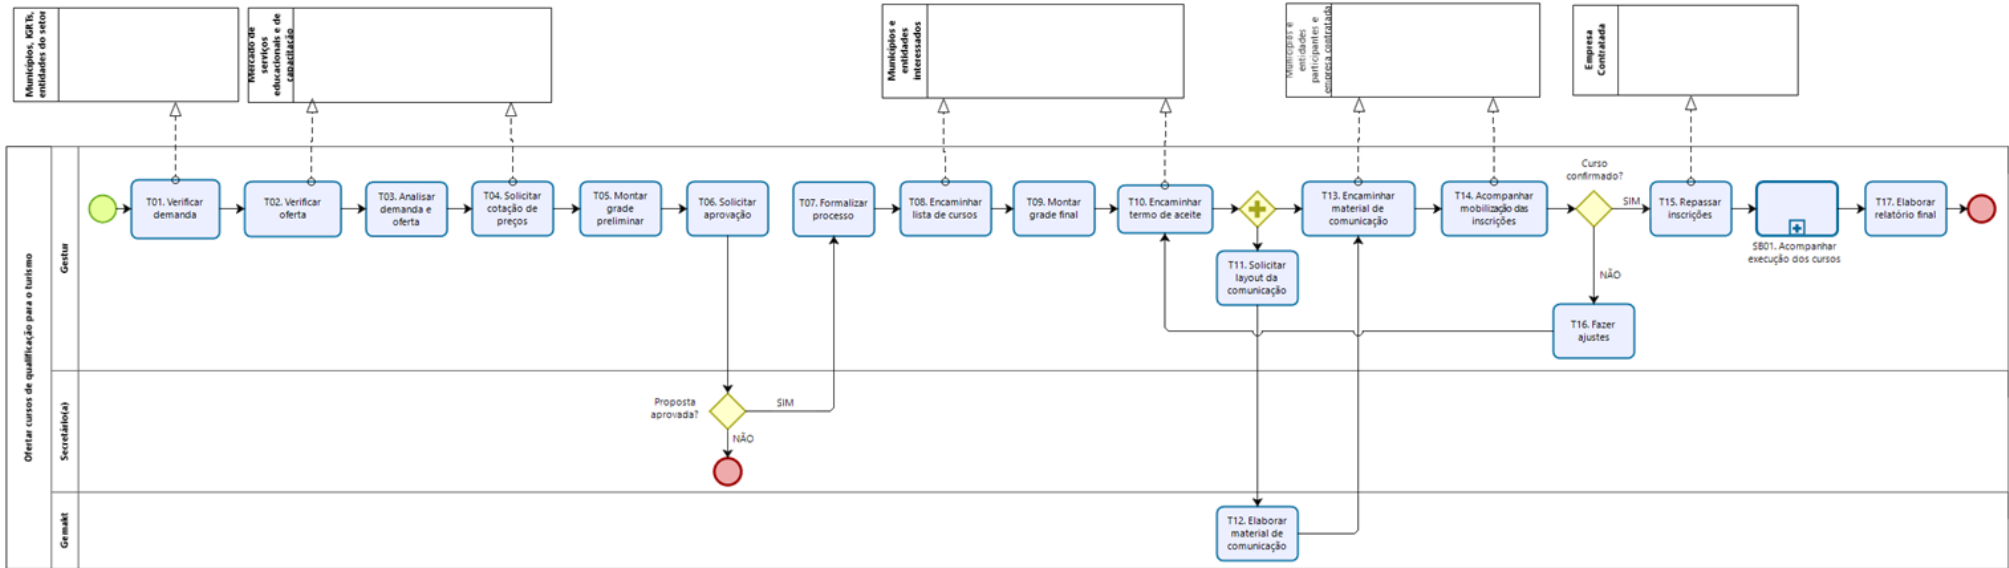 Municípios, IGRTs,
entidades do setor
Mercado de
serviços
educacionais e de
capacitação
Municípios e
entidades
interessados
Municípios e
entidades
participantes e
empresa contratada
Empresa
Contratada
Ofertar cursos de qualificação para o turismo
Gestur
T01. Verificar
demanda
T02. Verificar
oferta
T03. Analisar
demanda e
oferta
T04. Solicitar
cotação de
preços
T05. Montar
grade
preliminar
T06. Solicitar
aprovação
T07. Formalizar
processo
T08. Encaminhar
lista de cursos
T09. Montar
grade final
T10. Encaminhar
termo de aceite
T11. Solicitar
layout da
comunicação
T13. Encaminhar
material de
comunicação
T14. Acompanhar
mobilização das
inscrições
Curso
confirmado?
SIM
NÃO
T15. Repassar
inscrições
SB01. Acompanhar
execução dos cursos
T17. Elaborar
relatório final
T16. Fazer
ajustes
Secretário(a)
Proposta
aprovada?
SIM
NÃO
Gemakt
T12. Elaborar
material de
comunicação